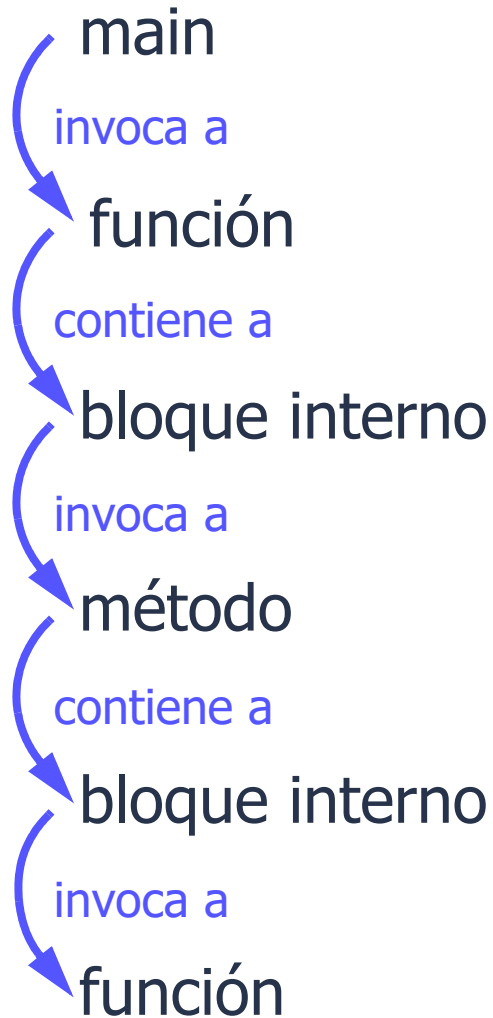 main
invoca a
función
contiene a
bloque interno
invoca a
método
contiene a
bloque interno
invoca a
función